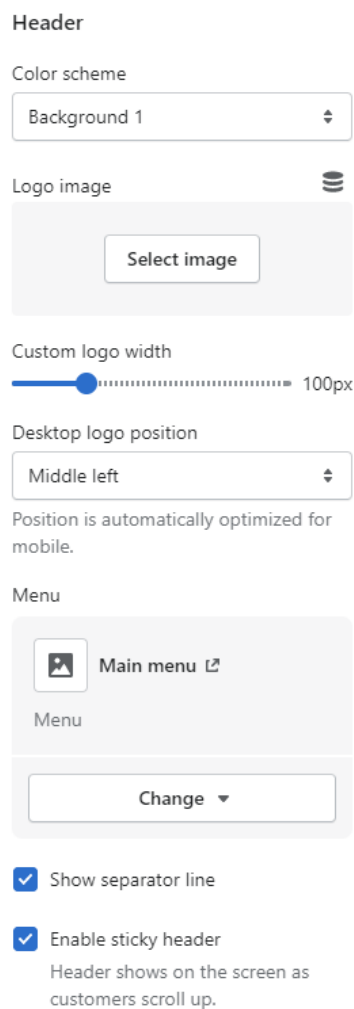 Header
Color scheme
Background 1
Logo image
Select image
Custom logo width
100px
Desktop logo position
Middle left
Position is automatically optimized for
mobile.
Menu
Main menu
Menu
Change
Show separator line
Enable sticky header
Header shows on the screen as
customers scroll up.